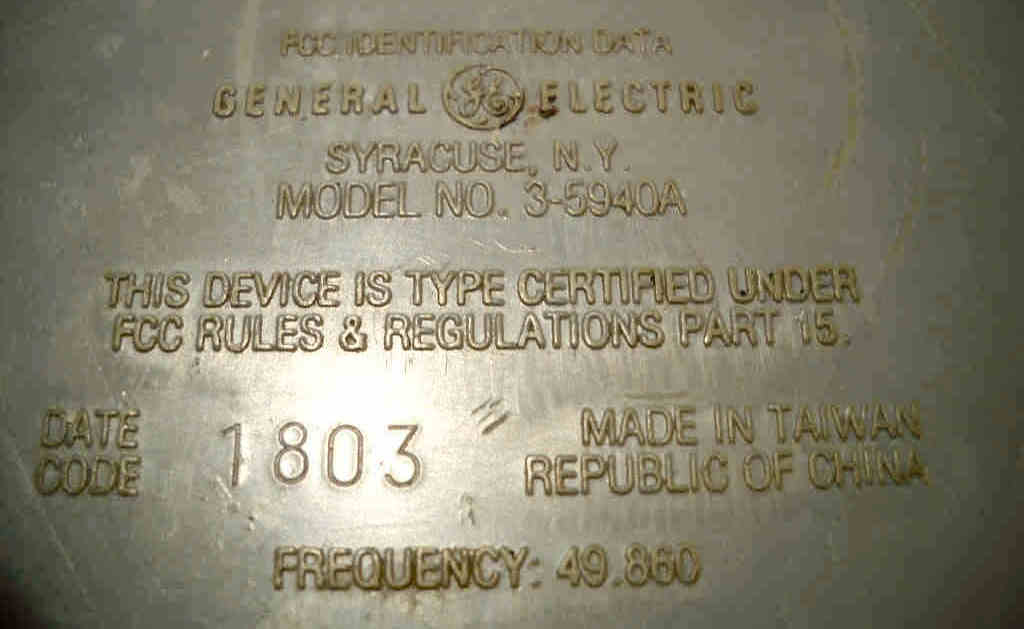 FCC IDENTIFICATION DATA
GENERAL GE ELECTRIC
SYRACUSE, N.Y.
MODEL NO. 3-5940A
THIS DEVICE IS TYPE CERTIFIED UNDER
FCC RULES & REGULATIONS PART 15.
DATE
CODE
1803
MADE IN TAIWAN
REPUBLIC OF CHINA
FREQUENCY: 49.860